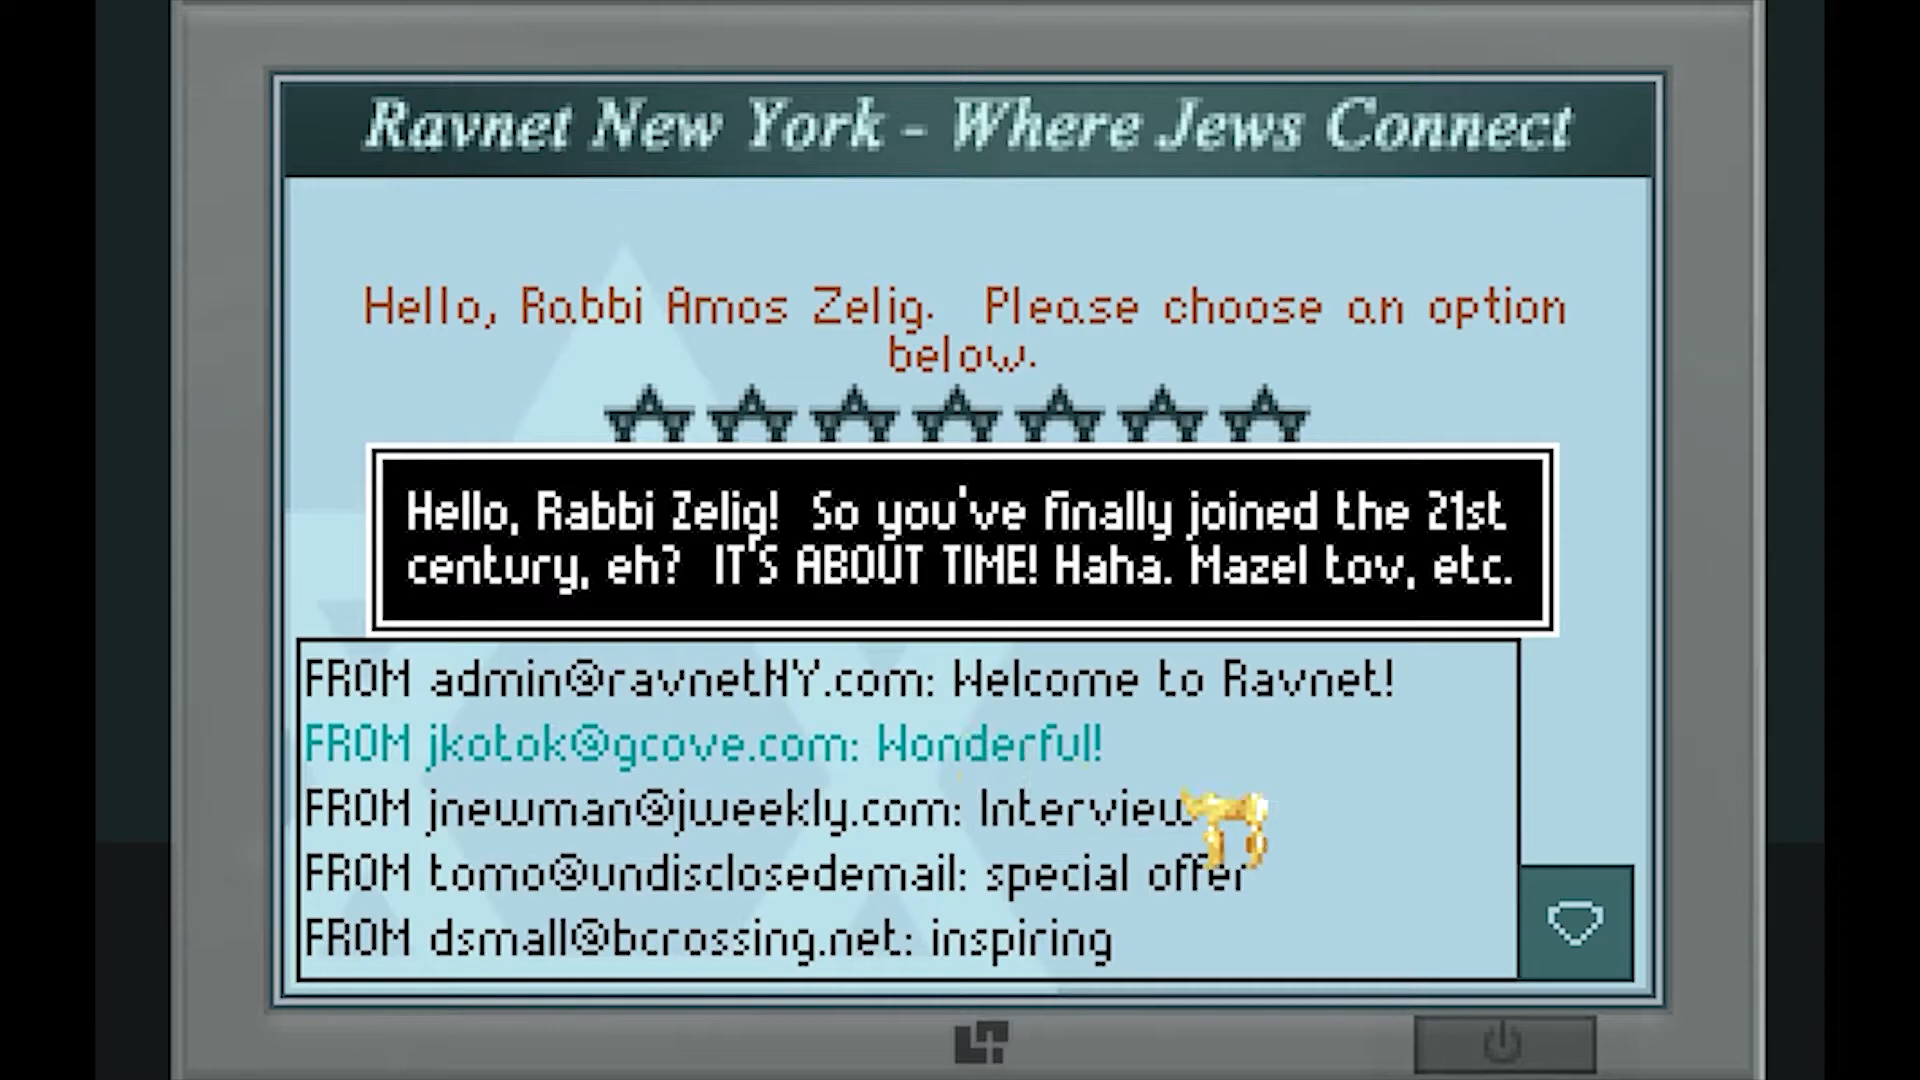 Ravnet New York - Where Jews Connect
Hello, Rabbi Amos Zelig.  Please choose an option
below.
Hello, Rabbi Zelig!  So you've finally joined the 21st
century, eh?  IT'S ABOUT TIME! Haha. Mazel tov, etc.
FROM admin@ravnetNY.com: Welcome to Ravnet!
FROM jkotok@gcove.com: Wonderful!
FROM jnewman@jweekly.com: Interview
FROM tomo@undisclosedemail: special offer
FROM dsmall@bcrossing.net: inspiring